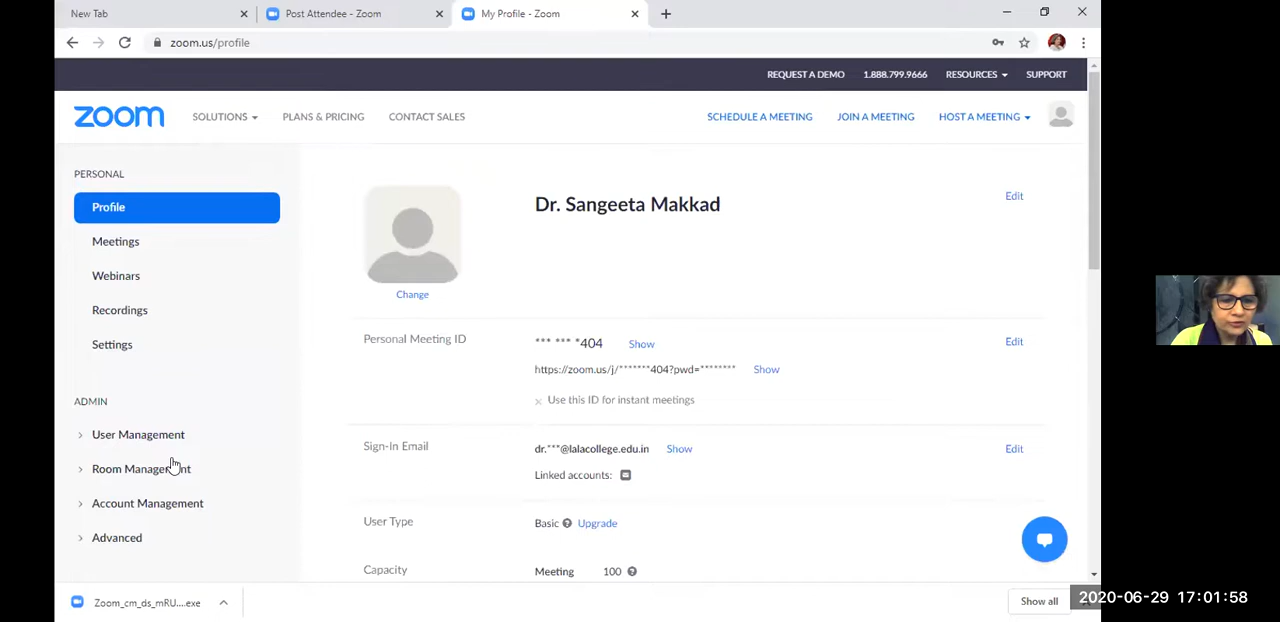 New Tab
Post Attendee - Zoom
My Profile - Zoom
zoom.us/profile
REQUEST A DEMO
1.888.799.9666
RESOURCES
SUPPORT
zoom
SOLUTIONS
PLANS & PRICING
CONTACT SALES
SCHEDULE A MEETING
JOIN A MEETING
HOST A MEETING
PERSONAL
Profile
Meetings
Webinars
Recordings
Settings
ADMIN
User Management
Room Management
Account Management
Advanced
Dr. Sangeeta Makkad
Edit
Change
Personal Meeting ID
*** *** *404
Show
Edit
https://zoom.us/j/*******404?pwd=********
Show
Use this ID for instant meetings
Sign-In Email
dr.***@lalacollege.edu.in
Show
Edit
Linked accounts:
User Type
Basic
Upgrade
Capacity
Meeting
100
Zoom_cm_ds_mRU....exe
Show all
2020-06-29 17:01:58